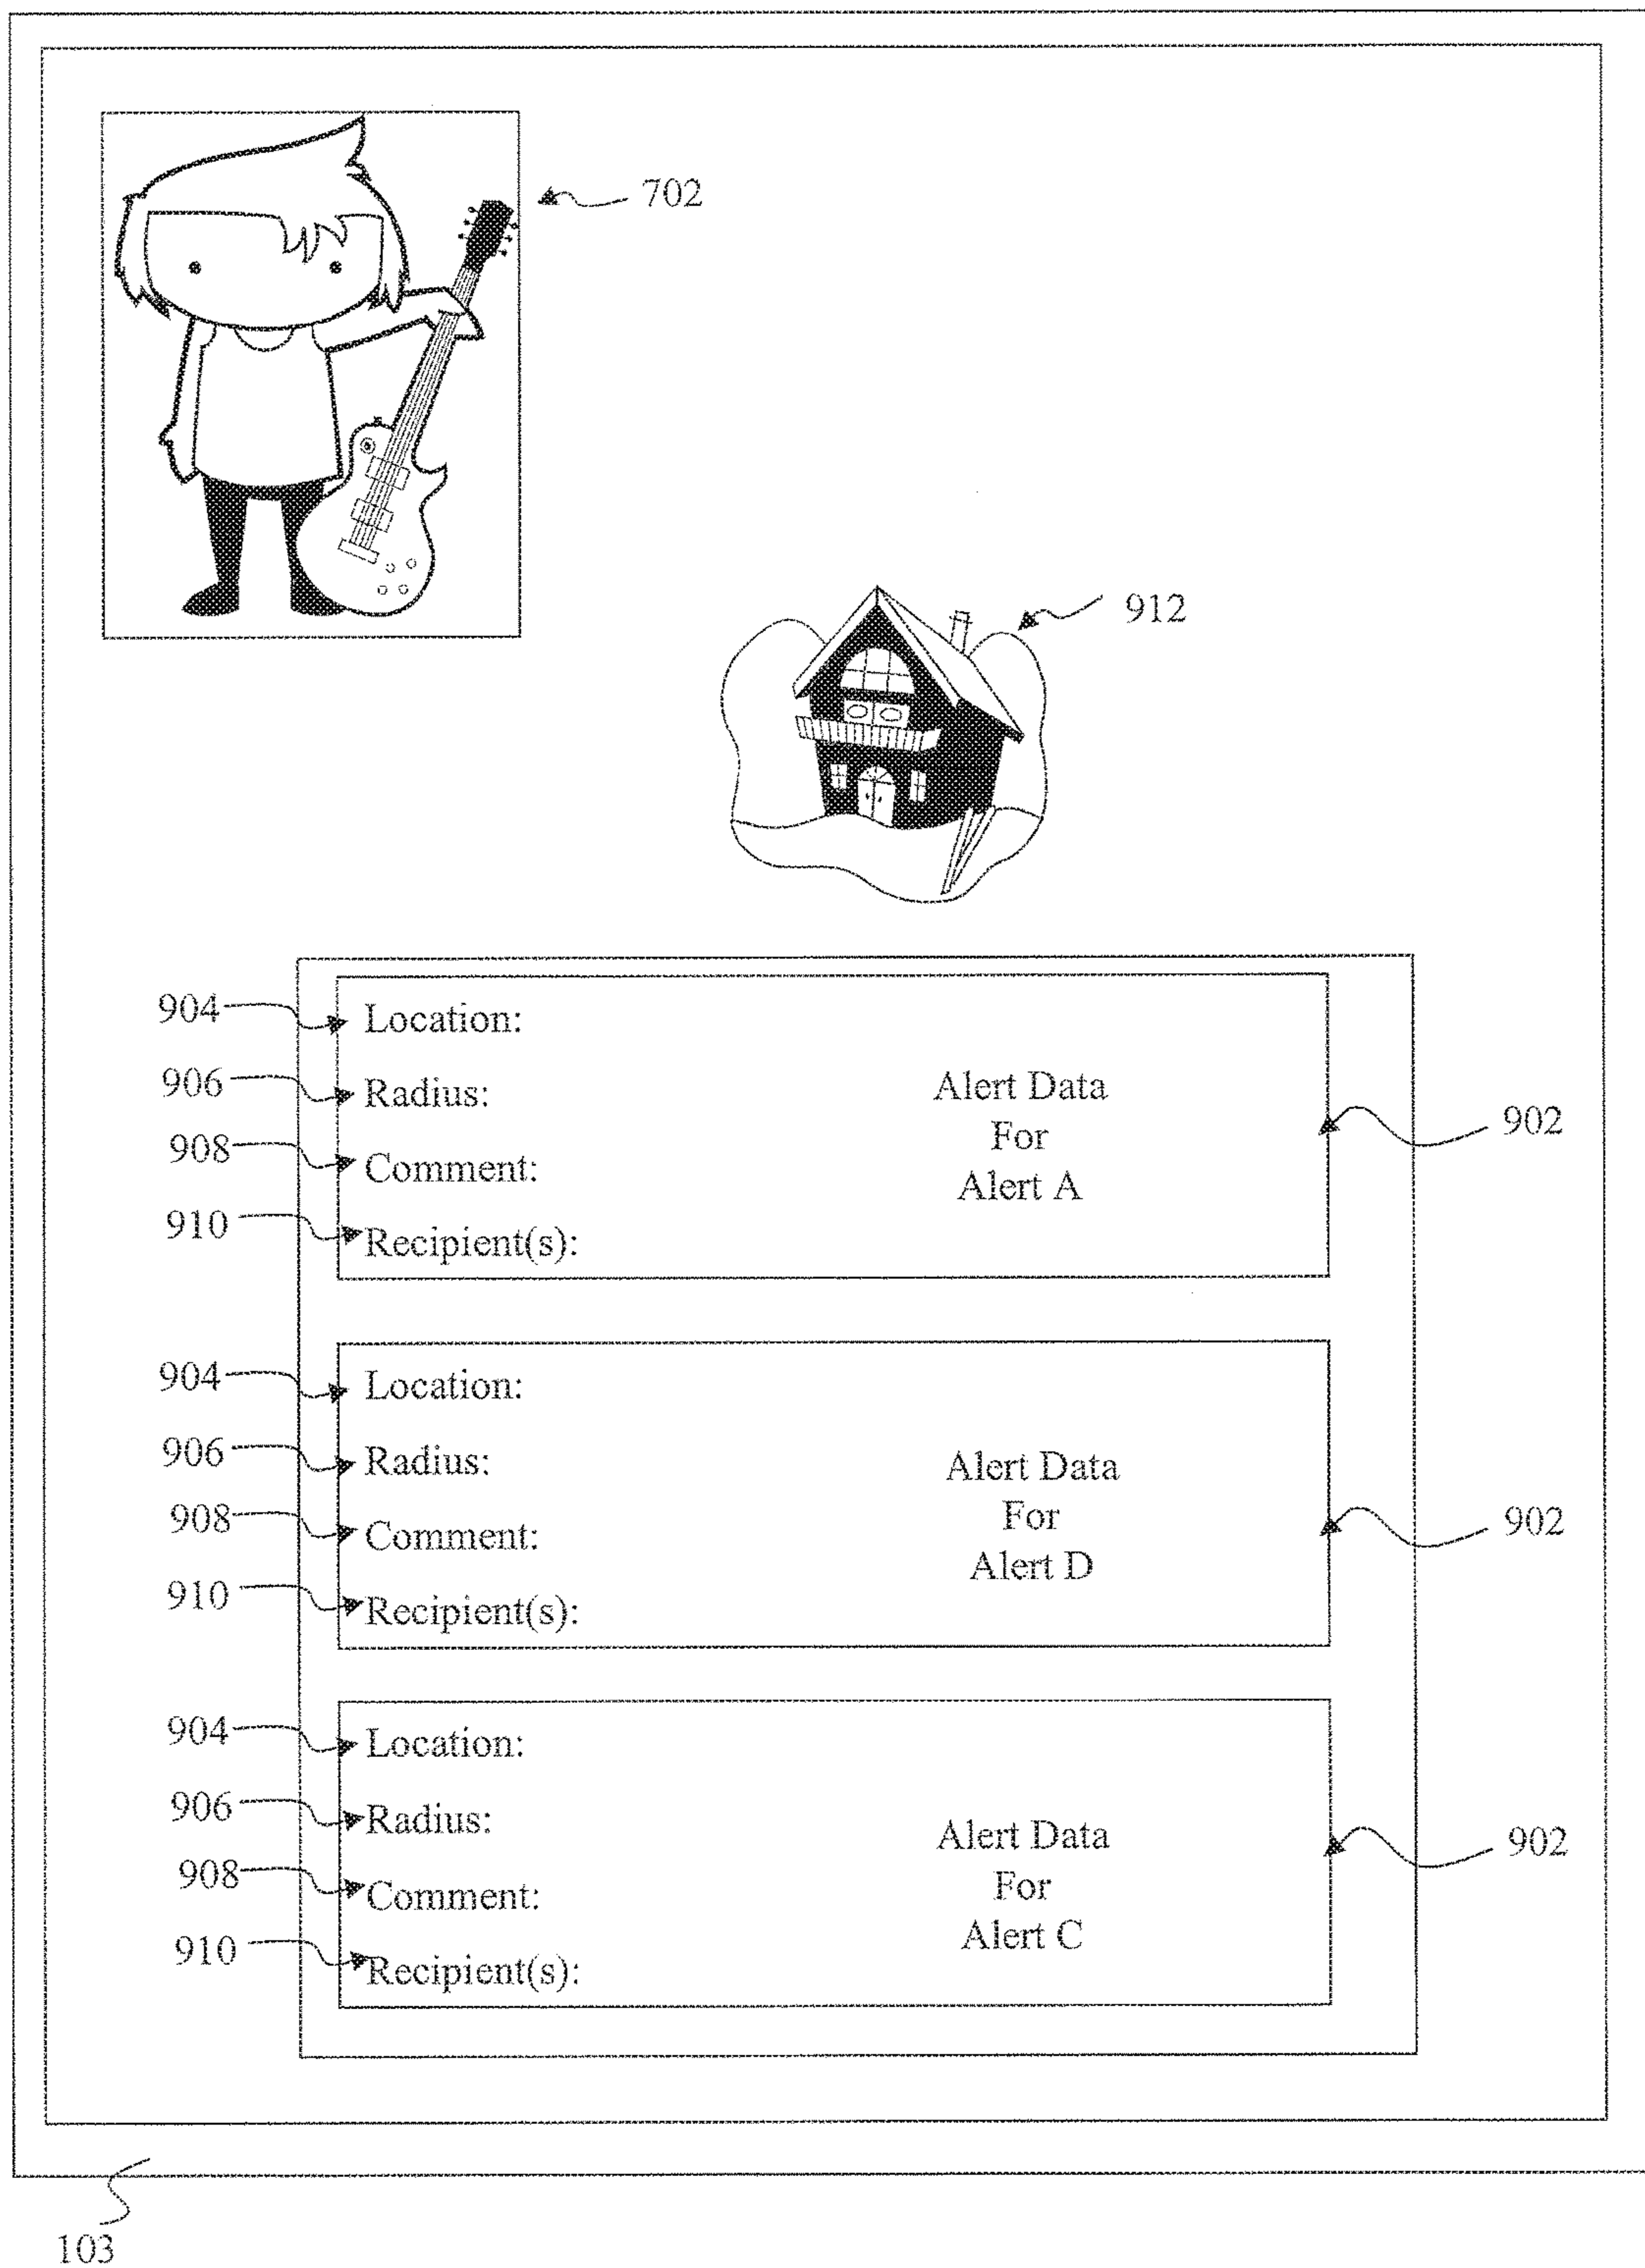 702
912
904 Location:
906 Radius:
908 Comment:
910 Recipient(s):
Alert Data
For
Alert A
902
904 Location:
906 Radius:
908 Comment:
910 Recipient(s):
Alert Data
For
Alert D
902
904 Location:
906 Radius:
908 Comment:
910 Recipient(s):
Alert Data
For
Alert C
902
103